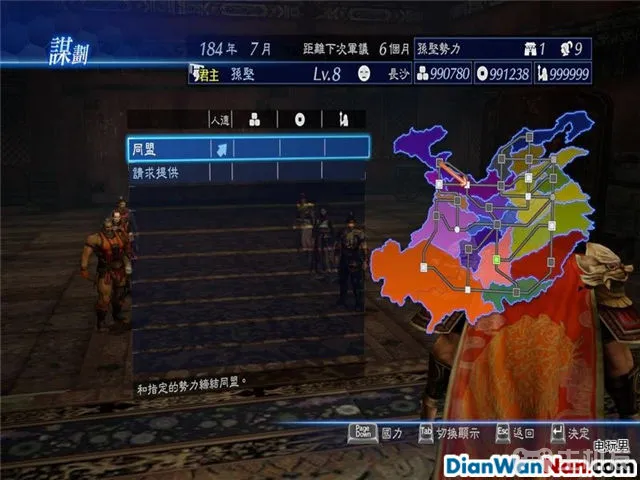 謀劃
184年 7月 距離下次軍議 6個月 孫堅勢力 1 9
君主 孫堅 Lv.8 長沙 990780 991238 999999
人德
同盟
請求提供
和指定的勢力締結同盟。
Page Down 國力 Tab 切換顯示 Esc 返回 決定
电玩男
DianWanNan.com